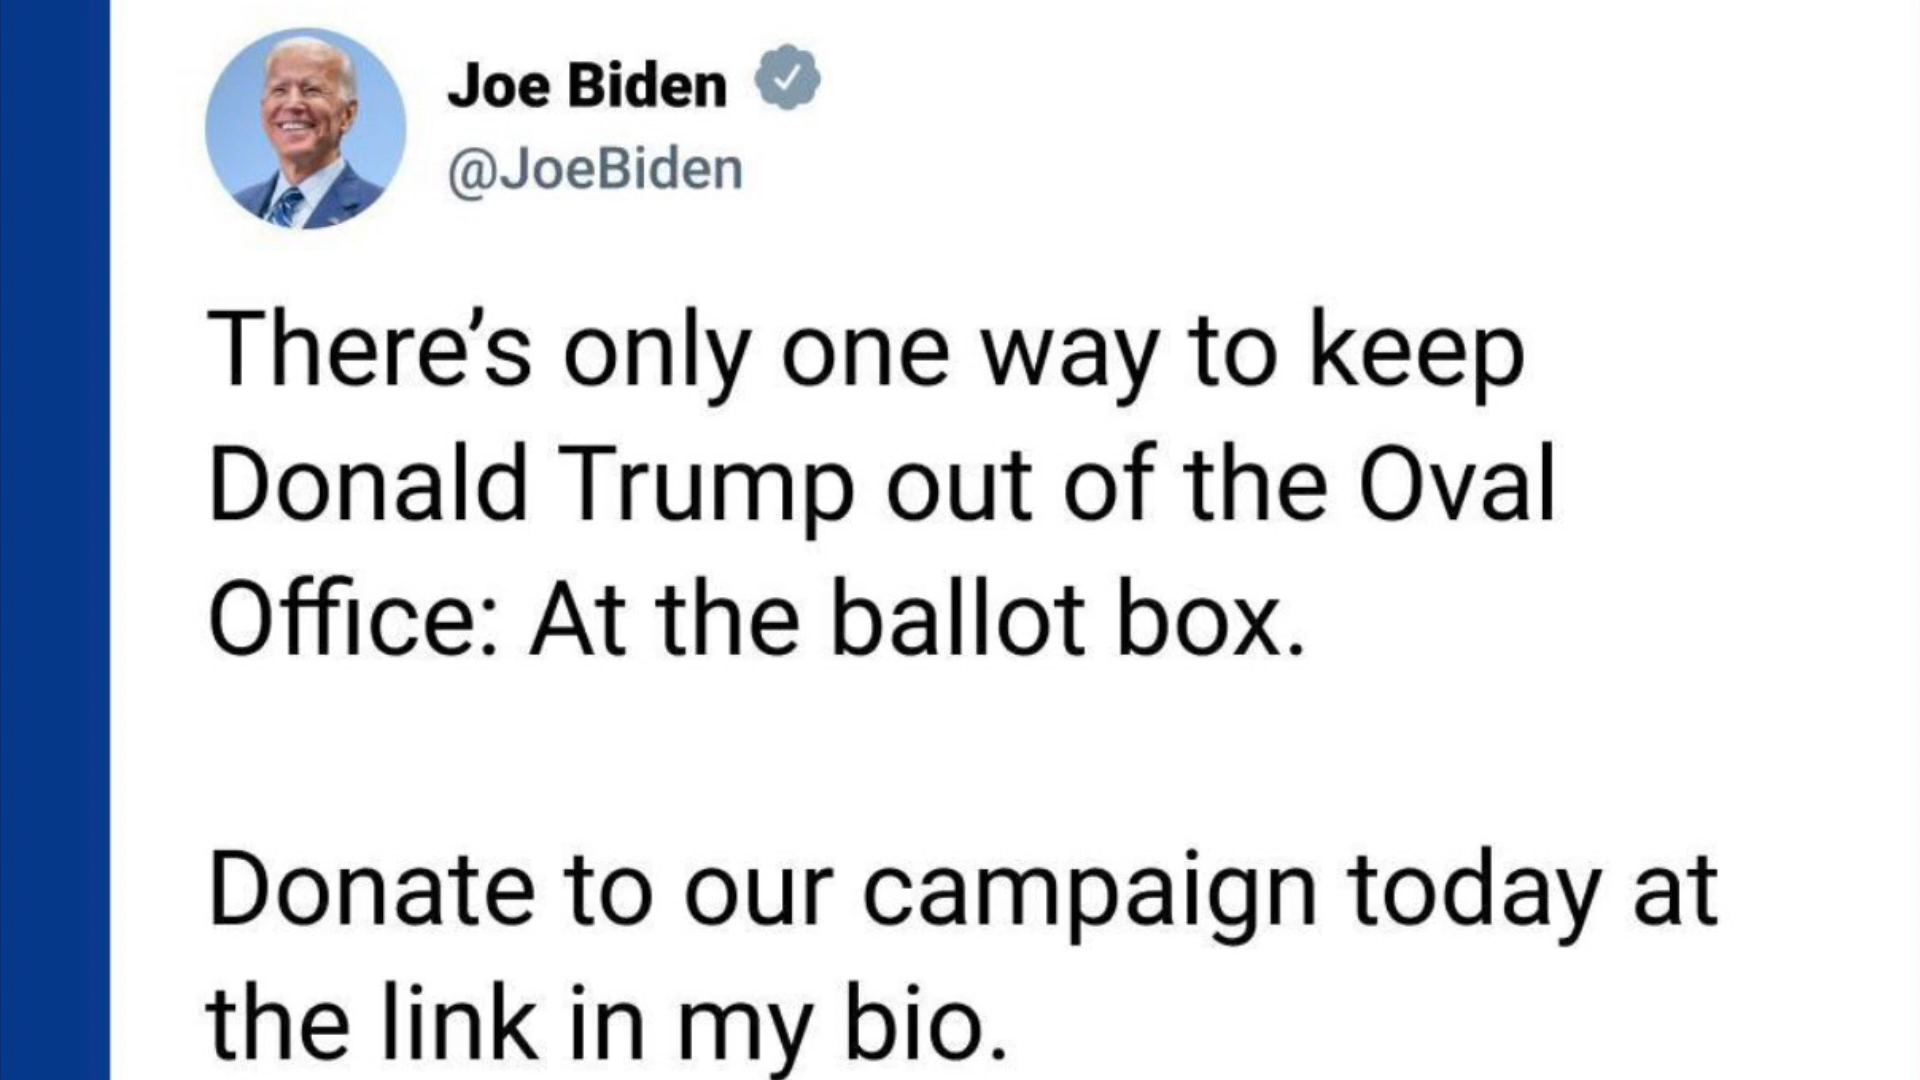 Joe Biden
@JoeBiden
There’s only one way to keep
Donald Trump out of the Oval
Office: At the ballot box.
Donate to our campaign today at
the link in my bio.